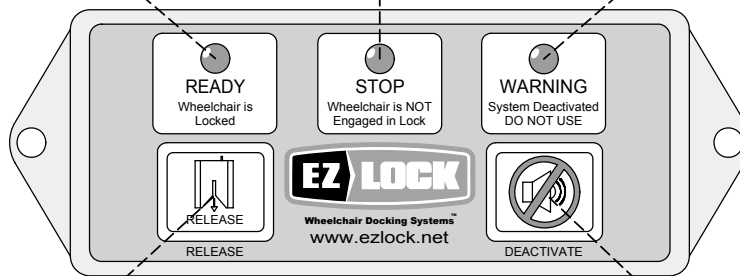 READY
Wheelchair is
Locked
STOP
Wheelchair is NOT
Engaged in Lock
WARNING
System Deactivated
DO NOT USE
RELEASE
RELEASE
EZ LOCK
Wheelchair Docking Systems™
www.ezlock.net
DEACTIVATE